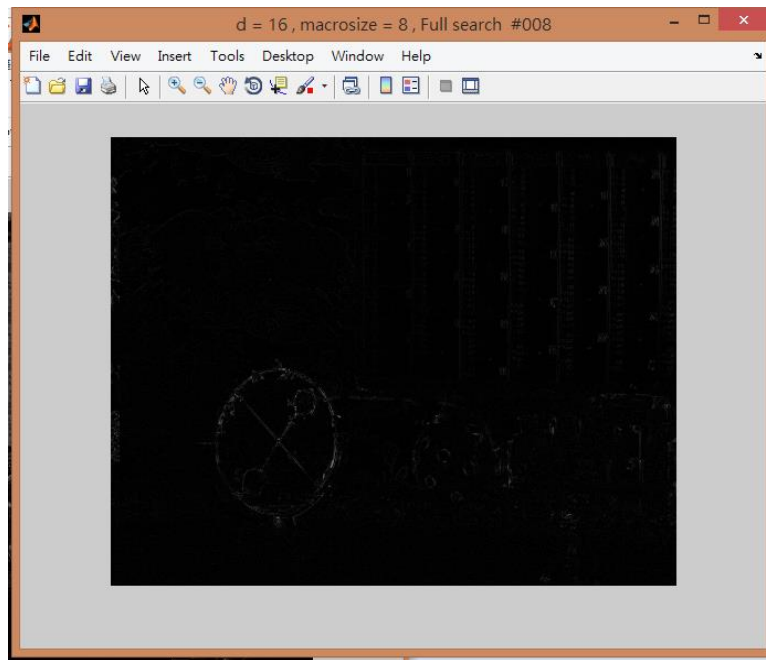 d = 16 , macrosize = 8 , Full search #008
File Edit View Insert Tools Desktop Window Help